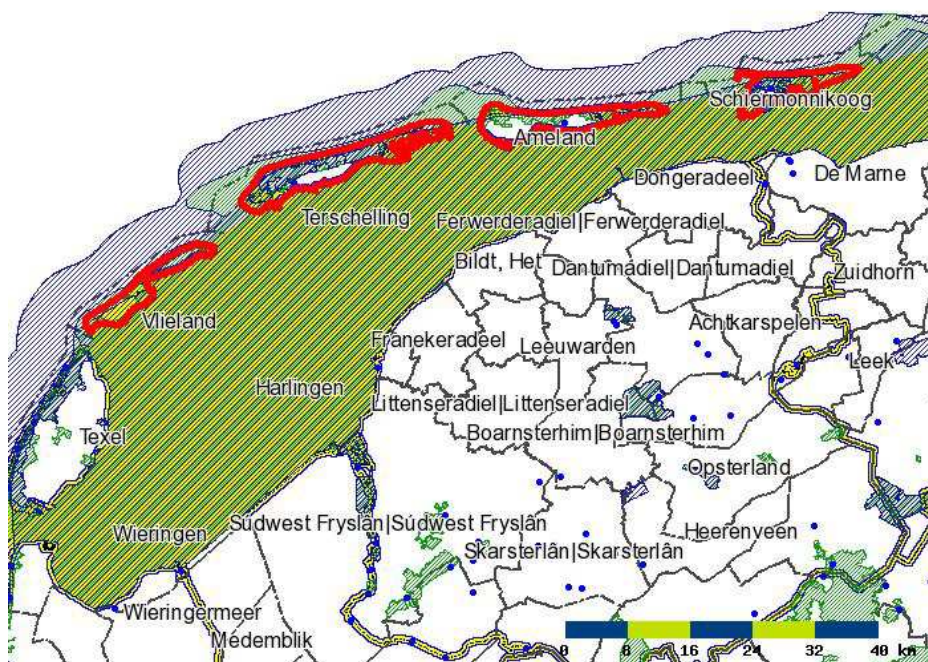 Schiermonnikoog
Ameland
Dongeradeel
De Marne
Terschelling
Ferwerderadiel|Ferwerderadiel
Bildt, Het
Dantumadiel|Dantumadiel
Zuidhorn
Vlieland
Achtkarspelen
Franekeradeel
Leeuwarden
Leek
Harlingen
Littenseradiel|Littenseradiel
Texel
Boarnsterhim|Boarnsterhim
Opsterland
Wieringen
Súdwest Fryslân|Súdwest Fryslân
Heerenveen
Skarsterlân|Skarsterlân
Wieringermeer
Medemblik
0 8 16 24 32 40 km